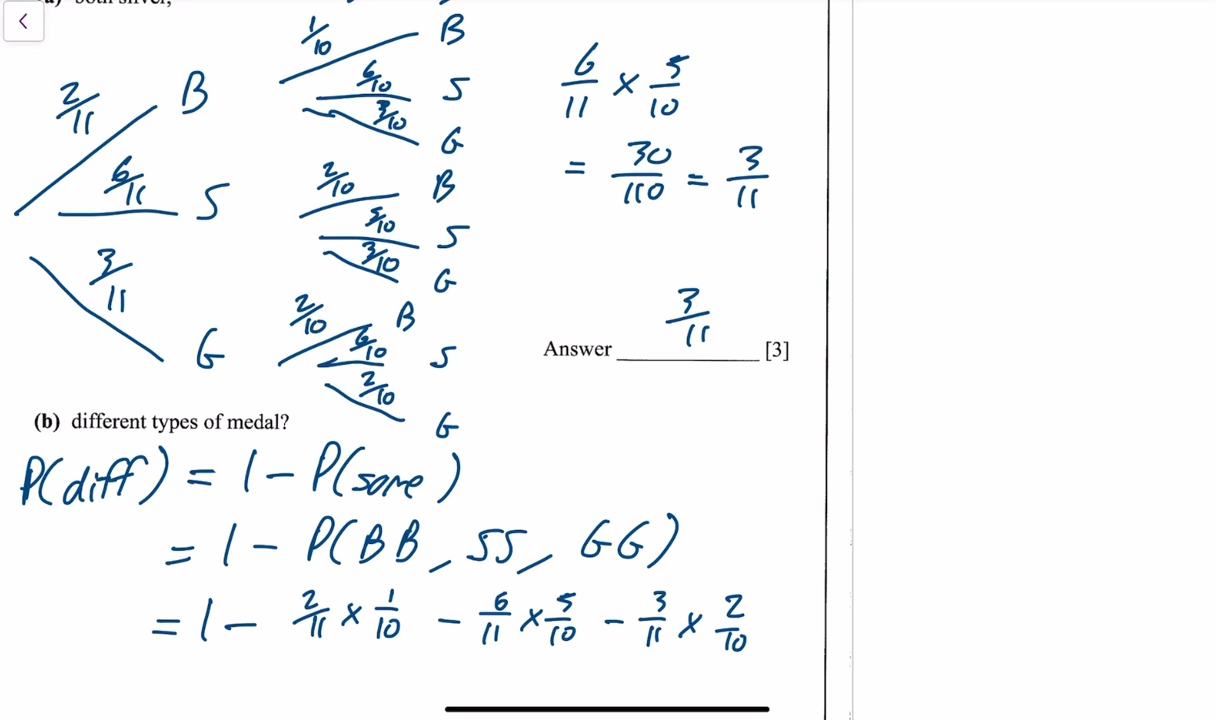 a) both silver,
1/10 B
6/10 S
3/10 G
2/11 B
6/11 S
3/11 G
2/10 B
5/10 S
3/10 G
2/10 B
6/10 S
2/10 G
6/11 × 5/10
= 30/110 = 3/11
3/11
Answer ____________ [3]
(b) different types of medal?
P(diff) = 1 - P(same)
= 1 - P(BB, SS, GG)
= 1 - 2/11 × 1/10 - 6/11 × 5/10 - 3/11 × 2/10